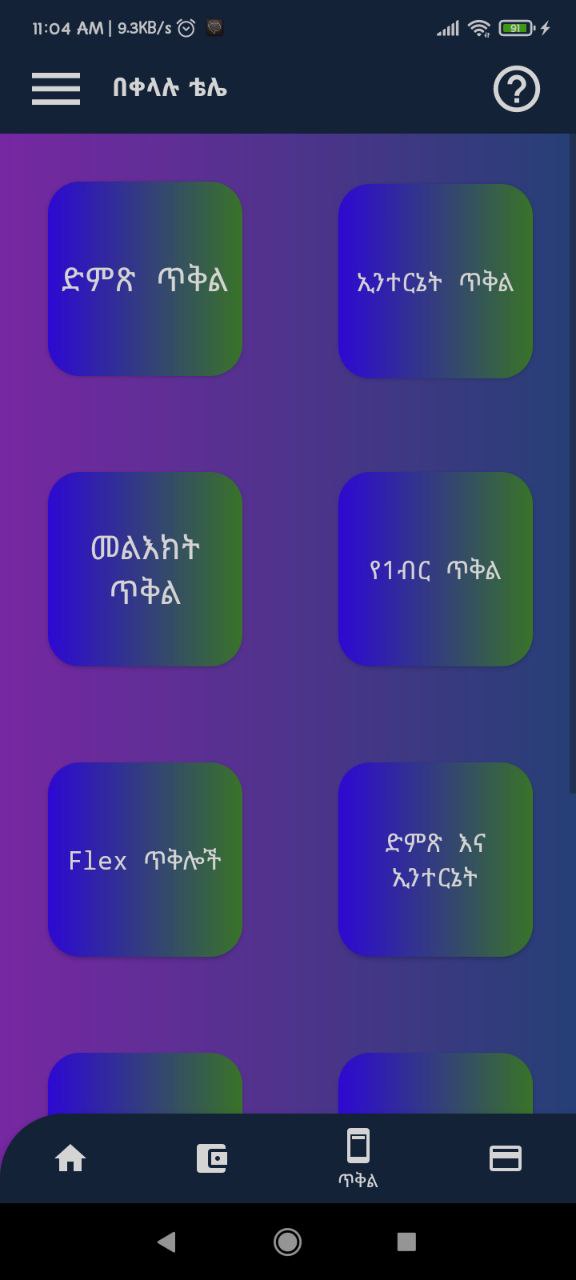 11:04 AM | 9.3KB/s
91
በቀላሉ ቴሌ
ድምጽ ጥቅል
ኢንተርኔት ጥቅል
መልእክት
ጥቅል
የ1ብር ጥቅል
Flex ጥቅሎች
ድምጽ እና
ኢንተርኔት
ጥቅል